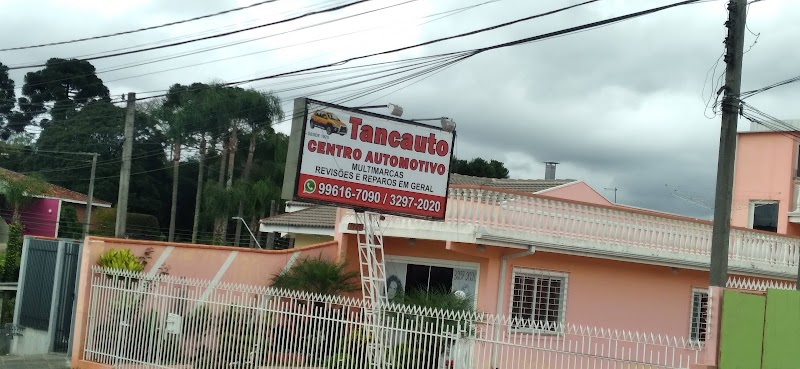 Tancauto
CENTRO AUTOMOTIVO
MULTIMARCAS
REVISÕES E REPAROS EM GERAL
99616-7090 / 3297-2020